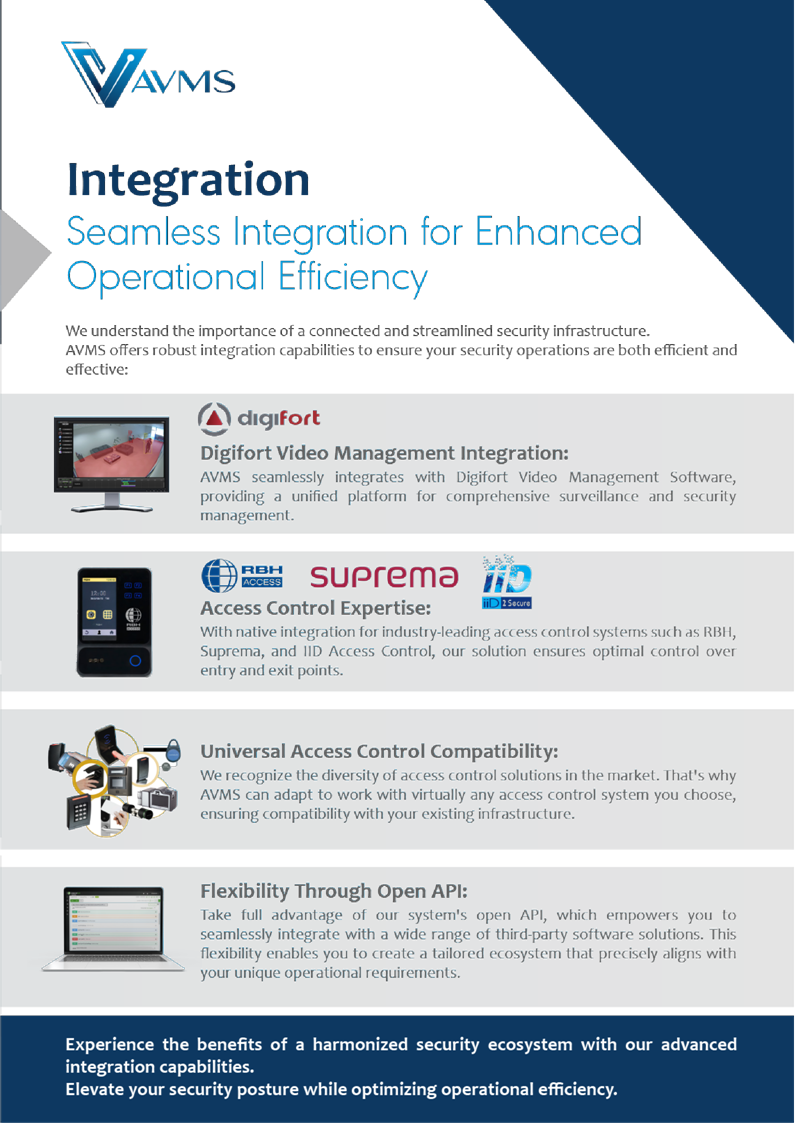 AVMS
Integration
Seamless Integration for Enhanced
Operational Efficiency
We understand the importance of a connected and streamlined security infrastructure.
AVMS offers robust integration capabilities to ensure your security operations are both efficient and
effective:
digifort
Digifort Video Management Integration:
AVMS seamlessly integrates with Digifort Video Management Software,
providing a unified platform for comprehensive surveillance and security
management.
RBH
ACCESS
suprema
iiD
iiD 2 Secure
Access Control Expertise:
With native integration for industry-leading access control systems such as RBH,
Suprema, and IID Access Control, our solution ensures optimal control over
entry and exit points.
Universal Access Control Compatibility:
We recognize the diversity of access control solutions in the market. That's why
AVMS can adapt to work with virtually any access control system you choose,
ensuring compatibility with your existing infrastructure.
Flexibility Through Open API:
Take full advantage of our system's open API, which empowers you to
seamlessly integrate with a wide range of third-party software solutions. This
flexibility enables you to create a tailored ecosystem that precisely aligns with
your unique operational requirements.
Experience the benefits of a harmonized security ecosystem with our advanced
integration capabilities.
Elevate your security posture while optimizing operational efficiency.